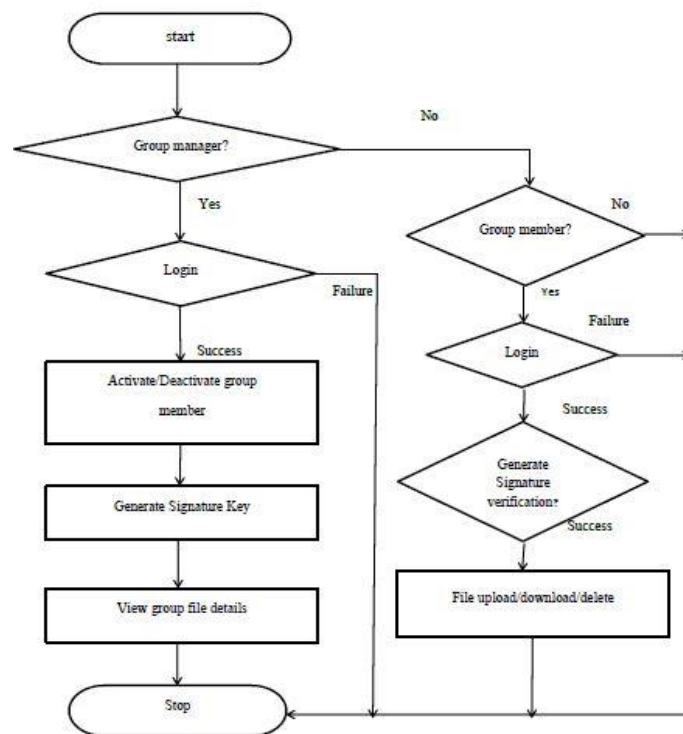 start
No
Group manager?
Yes
No
Group member?
Login
Failure
Yes
Failure
Login
Success
Activate/Deactivate group
member
Success
Generate
Signature
verification?
Generate Signature Key
Success
File upload/download/delete
View group file details
Stop